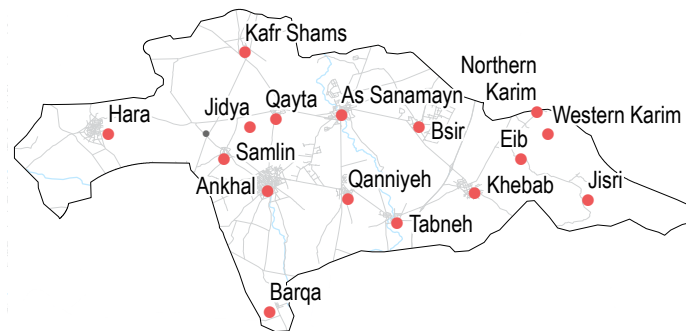 Kafr Shams
Northern
Karim
Hara
Jidya
Qayta
As Sanamayn
Western Karim
Bsir
Eib
Samlin
Ankhal
Qanniyeh
Khebab
Jisri
Tabneh
Barqa